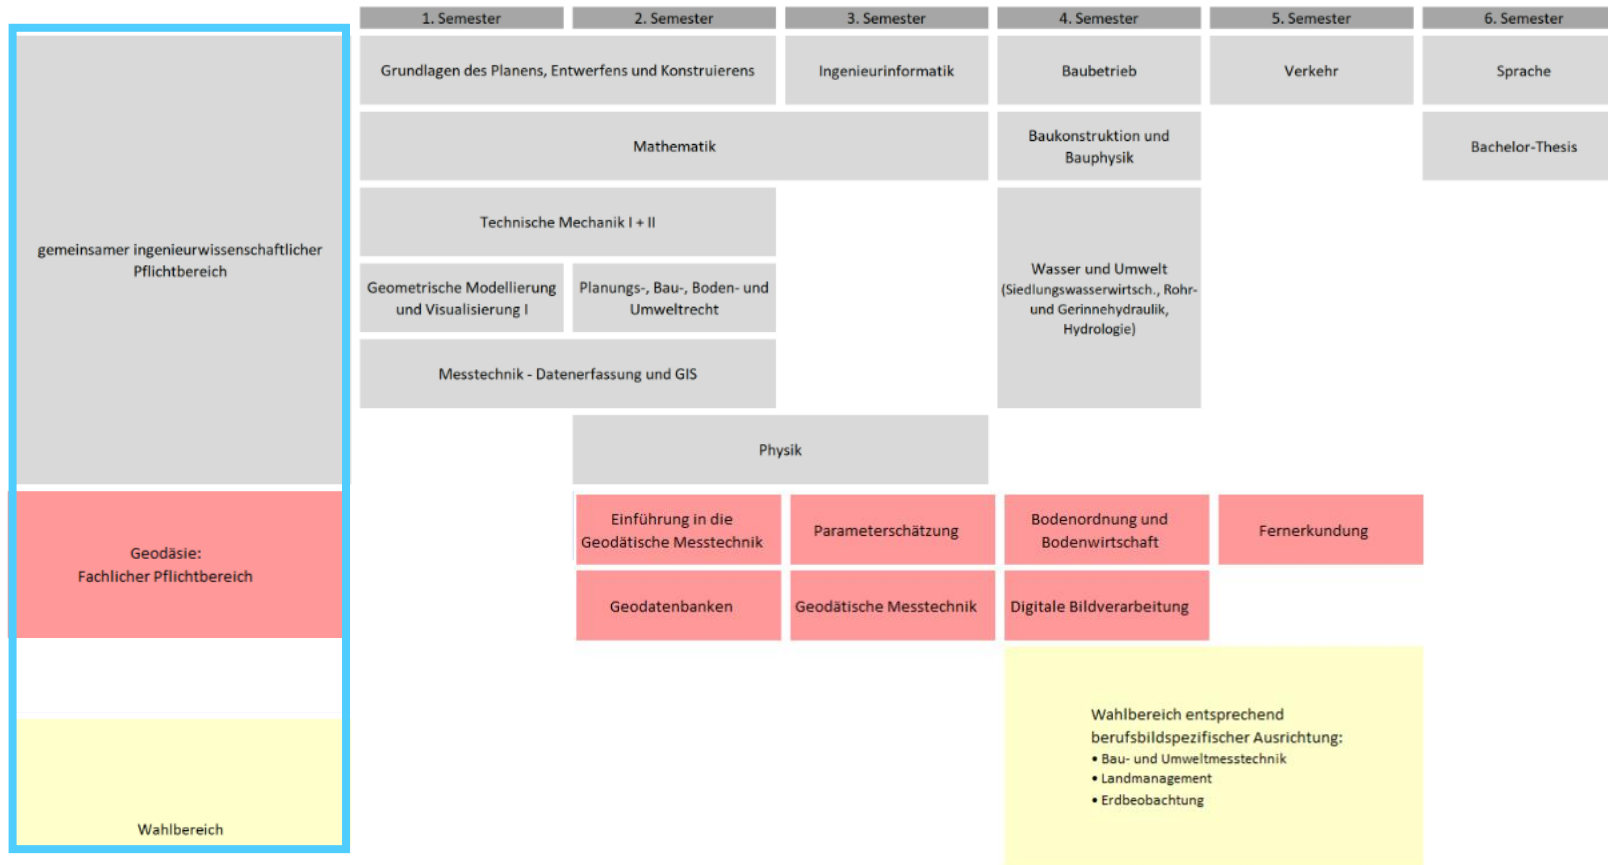 1. Semester
2. Semester
3. Semester
4. Semester
5. Semester
6. Semester
gemeinsamer ingenieurwissenschaftlicher
Pflichtbereich
Grundlagen des Planens, Entwerfens und Konstruierens
Ingenieurinformatik
Baubetrieb
Verkehr
Sprache
Mathematik
Baukonstruktion und
Bauphysik
Bachelor-Thesis
Technische Mechanik I + II
Wasser und Umwelt
(Siedlungswasserwirtsch., Rohr-
und Gerinnehydraulik,
Hydrologie)
Geometrische Modellierung
und Visualisierung I
Planungs-, Bau-, Boden- und
Umweltrecht
Messtechnik - Datenerfassung und GIS
Physik
Geodäsie:
Fachlicher Pflichtbereich
Einführung in die
Geodätische Messtechnik
Parameterschätzung
Bodenordnung und
Bodenwirtschaft
Fernerkundung
Geodatenbanken
Geodätische Messtechnik
Digitale Bildverarbeitung
Wahlbereich
Wahlbereich entsprechend
berufsbildspezifischer Ausrichtung:
• Bau- und Umweltmesstechnik
• Landmanagement
• Erdbeobachtung